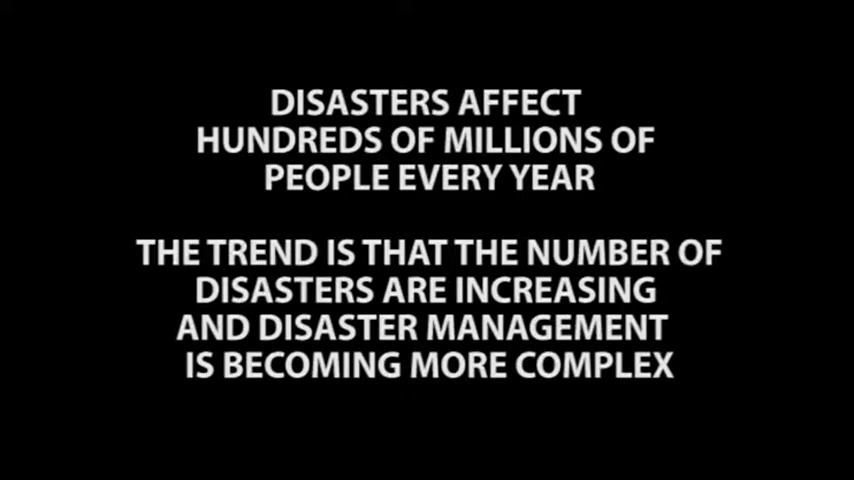 DISASTERS AFFECT
HUNDREDS OF MILLIONS OF
PEOPLE EVERY YEAR
THE TREND IS THAT THE NUMBER OF
DISASTERS ARE INCREASING
AND DISASTER MANAGEMENT
IS BECOMING MORE COMPLEX